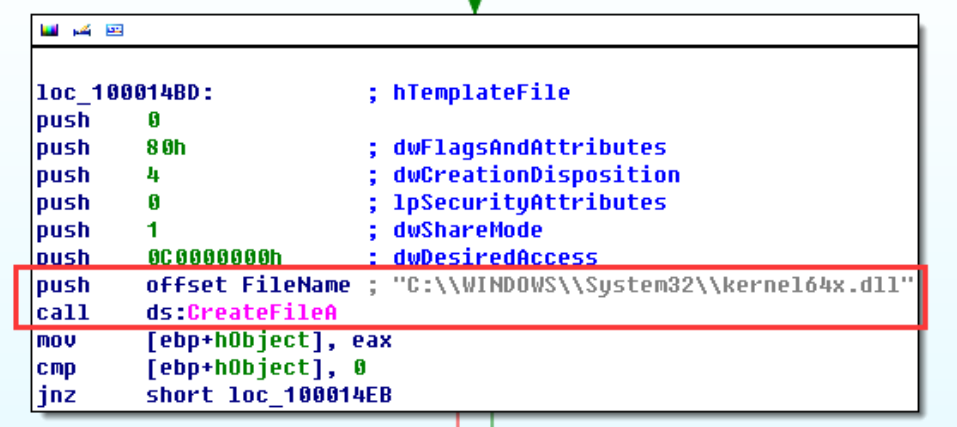 loc_100014BD: ; hTemplateFile
push 0
push 80h ; dwFlagsAndAttributes
push 4 ; dwCreationDisposition
push 0 ; lpSecurityAttributes
push 1 ; dwShareMode
push 0C0000000h ; dwDesiredAccess
push offset FileName ; "C:\\WINDOWS\\System32\\kernel64x.dll"
call ds:CreateFileA
mov [ebp+hObject], eax
cmp [ebp+hObject], 0
jnz short loc_100014EB